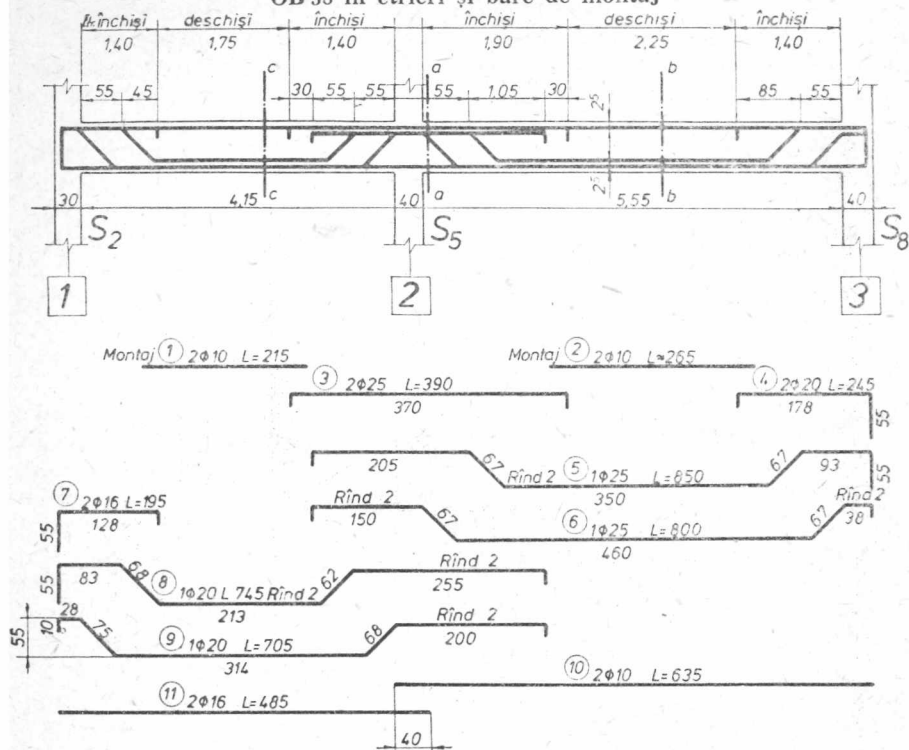 OB 38 în etrieri și bare de montaj
închiși deschiși închiși închiși deschiși închiși
1,40 1,75 1,40 1,90 2,25 1,40
c a b
55 45 30 55 55 55 1,05 30 85 55
2⁵
2⁵
c a b
30 4,15 40 5,55 40
S₂ S₅ S₈
1 2 3
Montaj ① 2ϕ10 L=215 Montaj ② 2ϕ10 L=265
③ 2ϕ25 L=390 ④ 2ϕ20 L=245
370 178 55
205 67 Rînd 2 ⑤ 1ϕ25 L=850 67 93 55
350
⑦ 2ϕ16 L=195
128 55
Rînd 2 Rînd 2
150 67 ⑥ 1ϕ25 L=800 67 38
460
55 83 68 ⑧ 1ϕ20 L 745 Rînd 2 62 Rînd 2
213 255
55 10 28 75 ⑨ 1ϕ20 L=705 68 Rînd 2
314 200
⑩ 2ϕ10 L=635
⑪ 2ϕ16 L=485
40